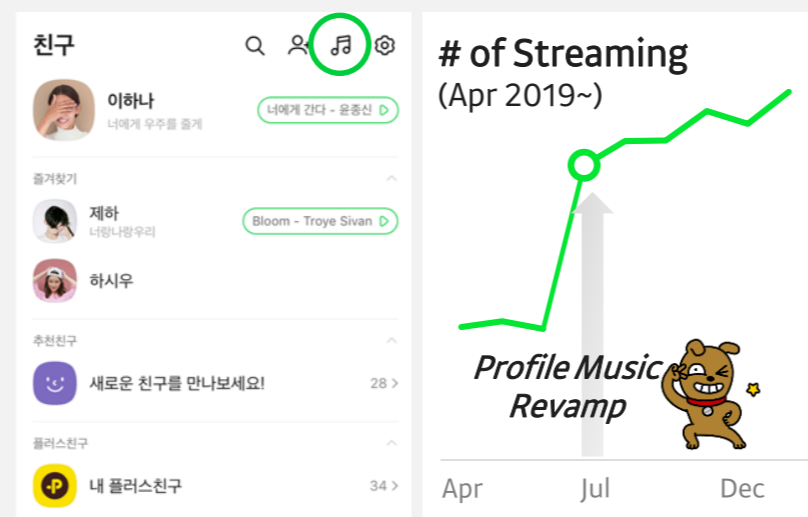 친구
이하나
너에게 우주를 줄게
너에게 간다 - 윤종신
즐겨찾기
제하
너랑나랑우리
Bloom - Troye Sivan
하시우
추천친구
새로운 친구를 만나보세요!
28
플러스친구
내 플러스친구
34
# of Streaming
(Apr 2019~)
Profile Music
Revamp
Apr
Jul
Dec